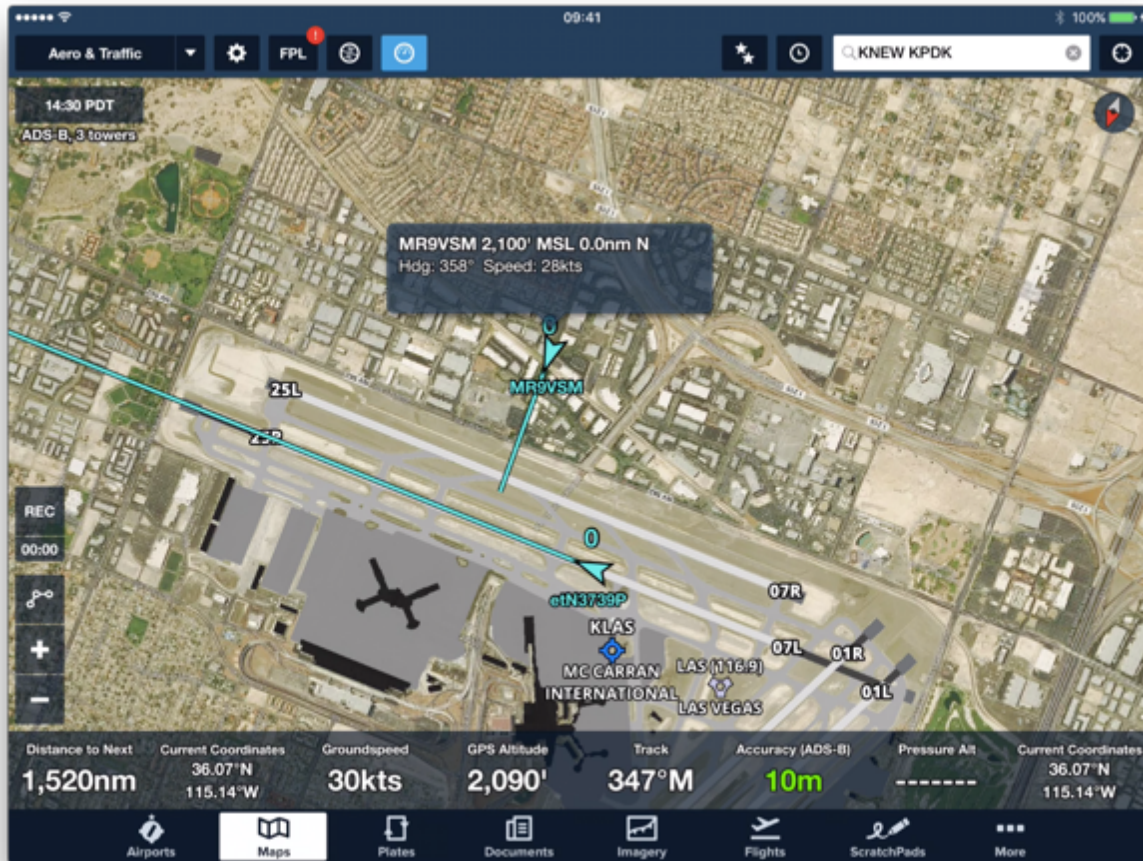 09:41
100%
Aero & Traffic
FPL
!
KNEW KPDK
14:30 PDT
ADS-B, 3 towers
MR9VSM 2,100' MSL 0.0nm N
Hdg: 358° Speed: 28kts
0
MR9VSM
25L
25R
REC
00:00
0
etN3739P
07R
KLAS
MC CARRAN
INTERNATIONAL
LAS (116.9)
LAS VEGAS
07L
01R
01L
Distance to Next
1,520nm
Current Coordinates
36.07°N
115.14°W
Groundspeed
30kts
GPS Altitude
2,090'
Track
347°M
Accuracy (ADS-B)
10m
Pressure Alt
-------
Current Coordinates
36.07°N
115.14°W
Airports
Maps
Plates
Documents
Imagery
Flights
ScratchPads
More